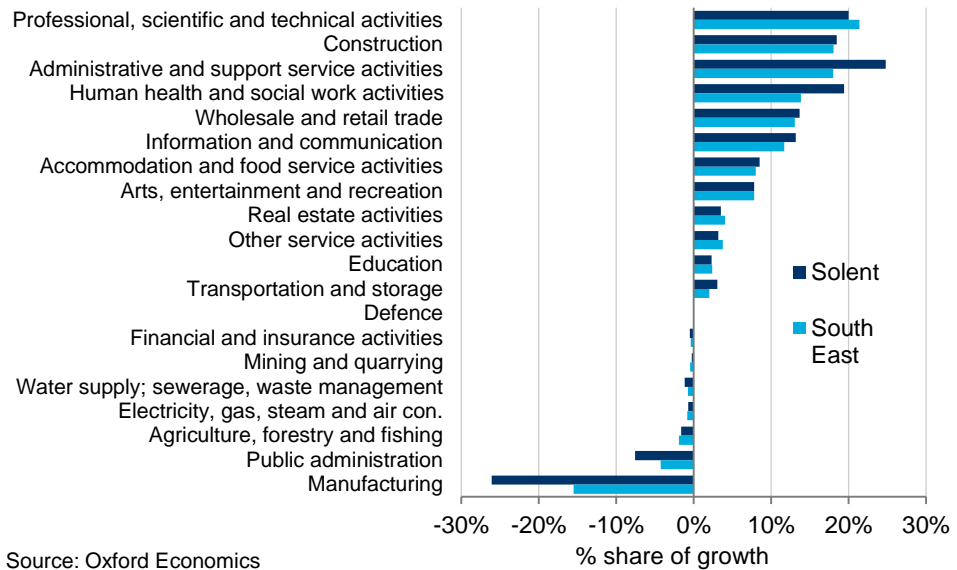 Professional, scientific and technical activities
Construction
Administrative and support service activities
Human health and social work activities
Wholesale and retail trade
Information and communication
Accommodation and food service activities
Arts, entertainment and recreation
Real estate activities
Other service activities
Education
Transportation and storage
Defence
Financial and insurance activities
Mining and quarrying
Water supply; sewerage, waste management
Electricity, gas, steam and air con.
Agriculture, forestry and fishing
Public administration
Manufacturing
Solent
South
East
-30% -20% -10% 0% 10% 20% 30%
% share of growth
Source: Oxford Economics